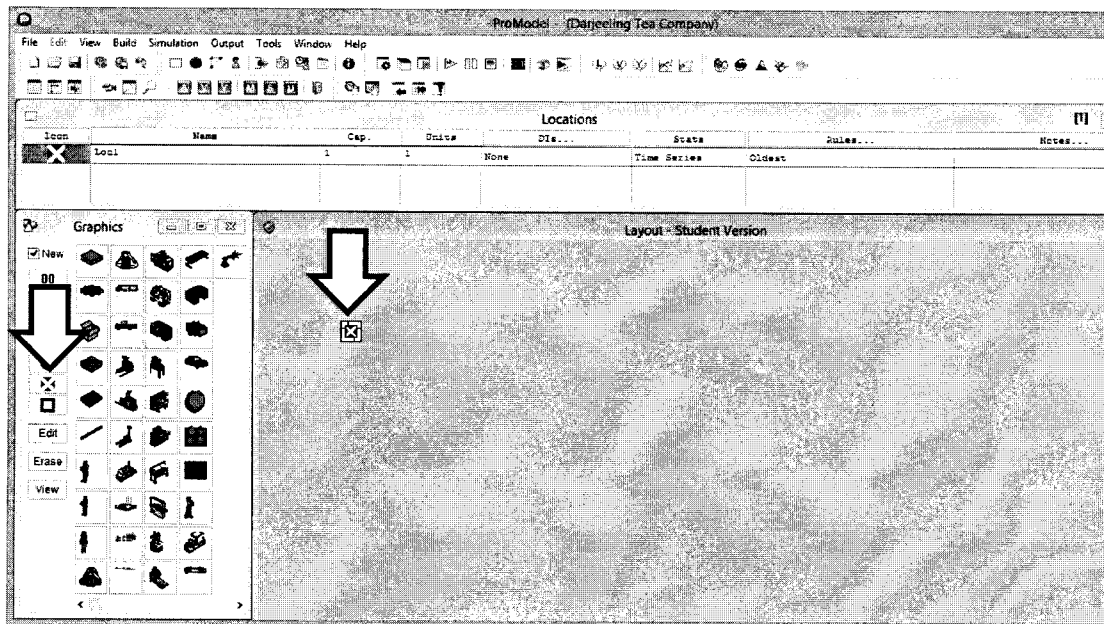 ProModel - (Darjeeling Tea Company)
File Edit View Build Simulation Output Tools Window Help
Locations
[1]
Icon Name Cap. Units DTs... Stats Rules... Notes...
Loc1 1 1 None Time Series Oldest
Graphics
Layout - Student Version
New
Edit
Erase
View